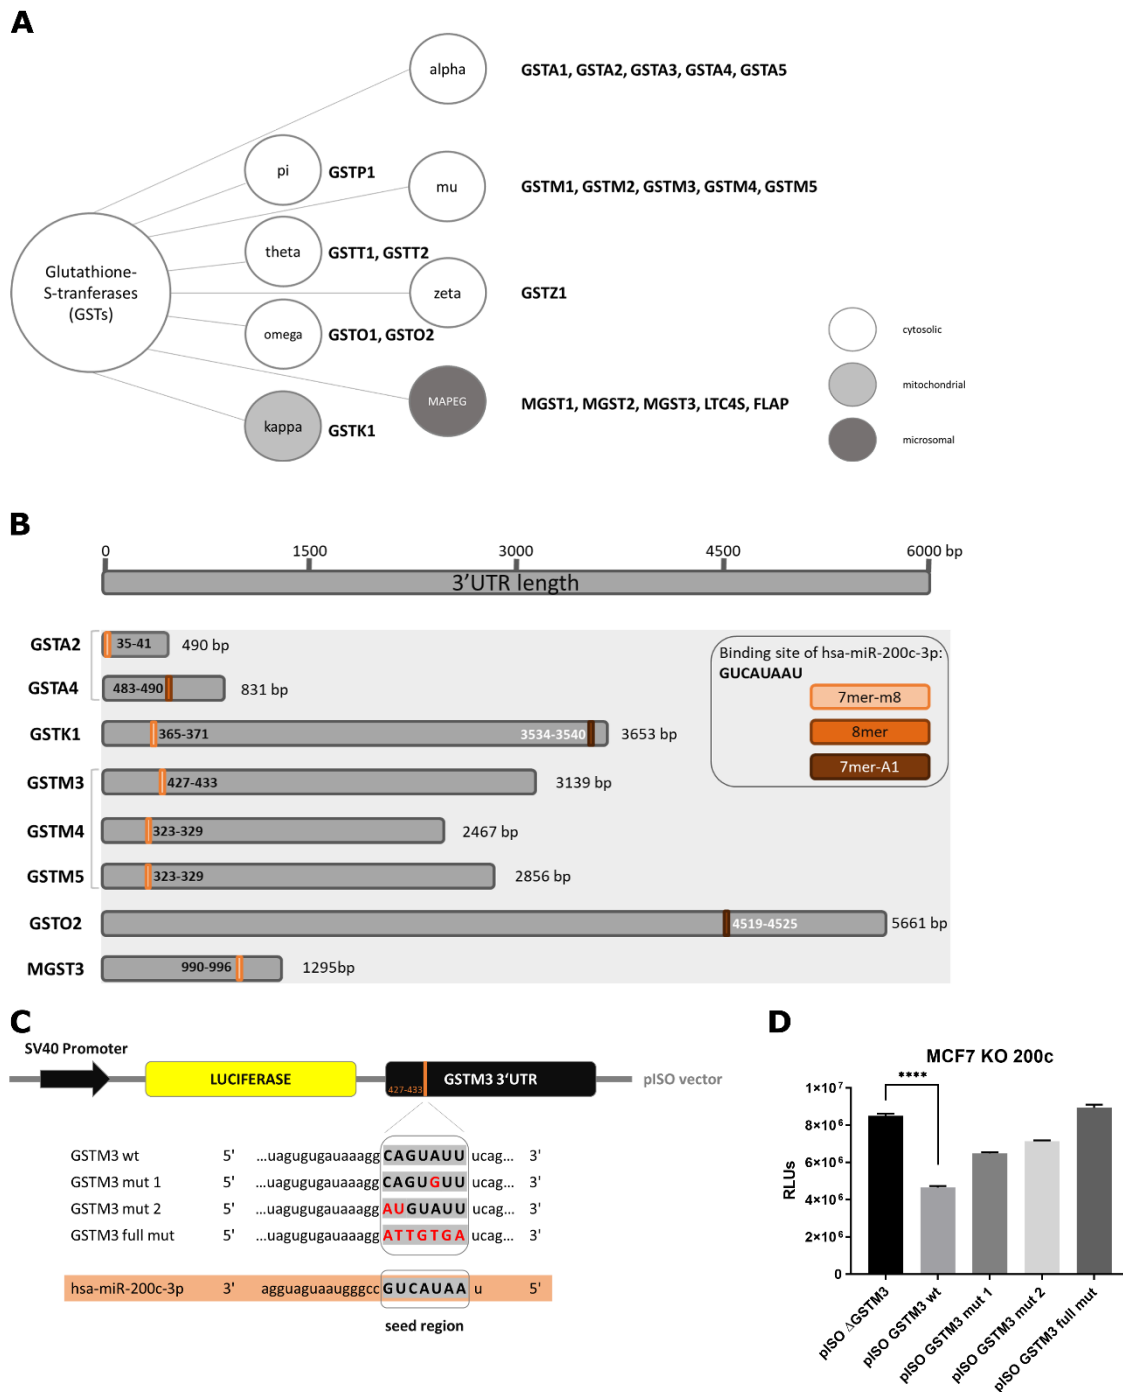 A
alpha
GSTA1, GSTA2, GSTA3, GSTA4, GSTA5
pi
GSTP1
mu
GSTM1, GSTM2, GSTM3, GSTM4, GSTM5
theta
GSTT1, GSTT2
Glutathione-
S-tranferases
(GSTs)
zeta
GSTZ1
omega
GSTO1, GSTO2
cytosolic
MAPEG
MGST1, MGST2, MGST3, LTC4S, FLAP
mitochondrial
kappa
GSTK1
microsomal
B
0 1500 3000 4500 6000 bp
3'UTR length
GSTA2 35-41 490 bp
GSTA4 483-490 831 bp
GSTK1 365-371 3534-3540 3653 bp
GSTM3 427-433 3139 bp
GSTM4 323-329 2467 bp
GSTM5 323-329 2856 bp
GSTO2 4519-4525 5661 bp
MGST3 990-996 1295bp
Binding site of hsa-miR-200c-3p:
GUCAUAAU
7mer-m8
8mer
7mer-A1
C
SV40 Promoter
LUCIFERASE
427-433
GSTM3 3'UTR
pISO vector
GSTM3 wt 5' ...uagugugauaaagg CAGUAUU ucag... 3'
GSTM3 mut 1 5' ...uagugugauaaagg CAGUGUU ucag... 3'
GSTM3 mut 2 5' ...uagugugauaaagg AUGUAUU ucag... 3'
GSTM3 full mut 5' ...uagugugauaaagg ATTGTGA ucag... 3'
hsa-miR-200c-3p 3' agguaguaaugggcc GUCAUAA u 5'
seed region
D
MCF7 KO 200c
****
1×10⁷
8×10⁶
6×10⁶
4×10⁶
2×10⁶
0
RLUs
pISO ΔGSTM3
pISO GSTM3 wt
pISO GSTM3 mut 1
pISO GSTM3 mut 2
pISO GSTM3 full mut